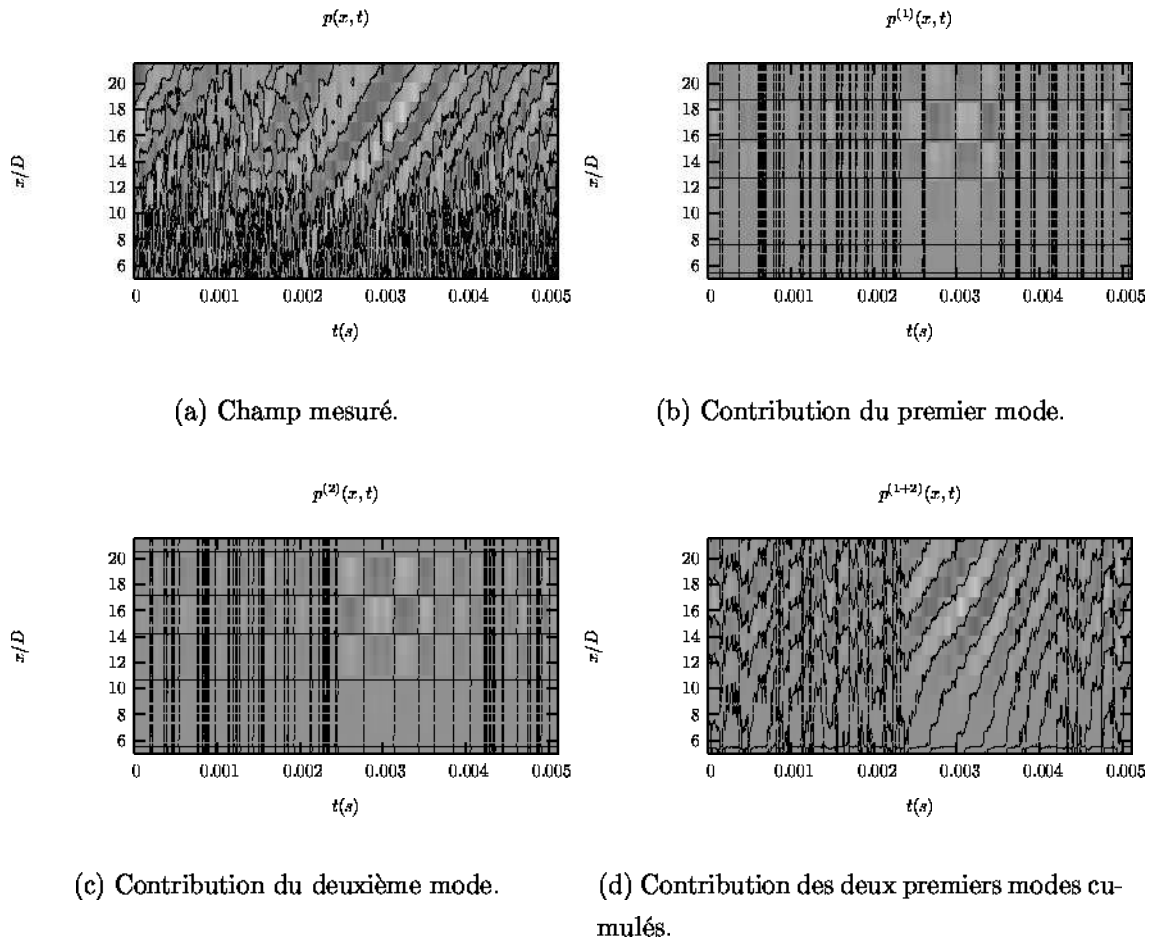 p(x, t)
20
18
16
14
12
10
8
6
x/D
0 0.001 0.002 0.003 0.004 0.005
t(s)
(a) Champ mesuré.
p^(1)(x, t)
20
18
16
14
12
10
8
6
x/D
0 0.001 0.002 0.003 0.004 0.005
t(s)
(b) Contribution du premier mode.
p^(2)(x, t)
20
18
16
14
12
10
8
6
x/D
0 0.001 0.002 0.003 0.004 0.005
t(s)
(c) Contribution du deuxième mode.
p^(1+2)(x, t)
20
18
16
14
12
10
8
6
x/D
0 0.001 0.002 0.003 0.004 0.005
t(s)
(d) Contribution des deux premiers modes cu-
mulés.